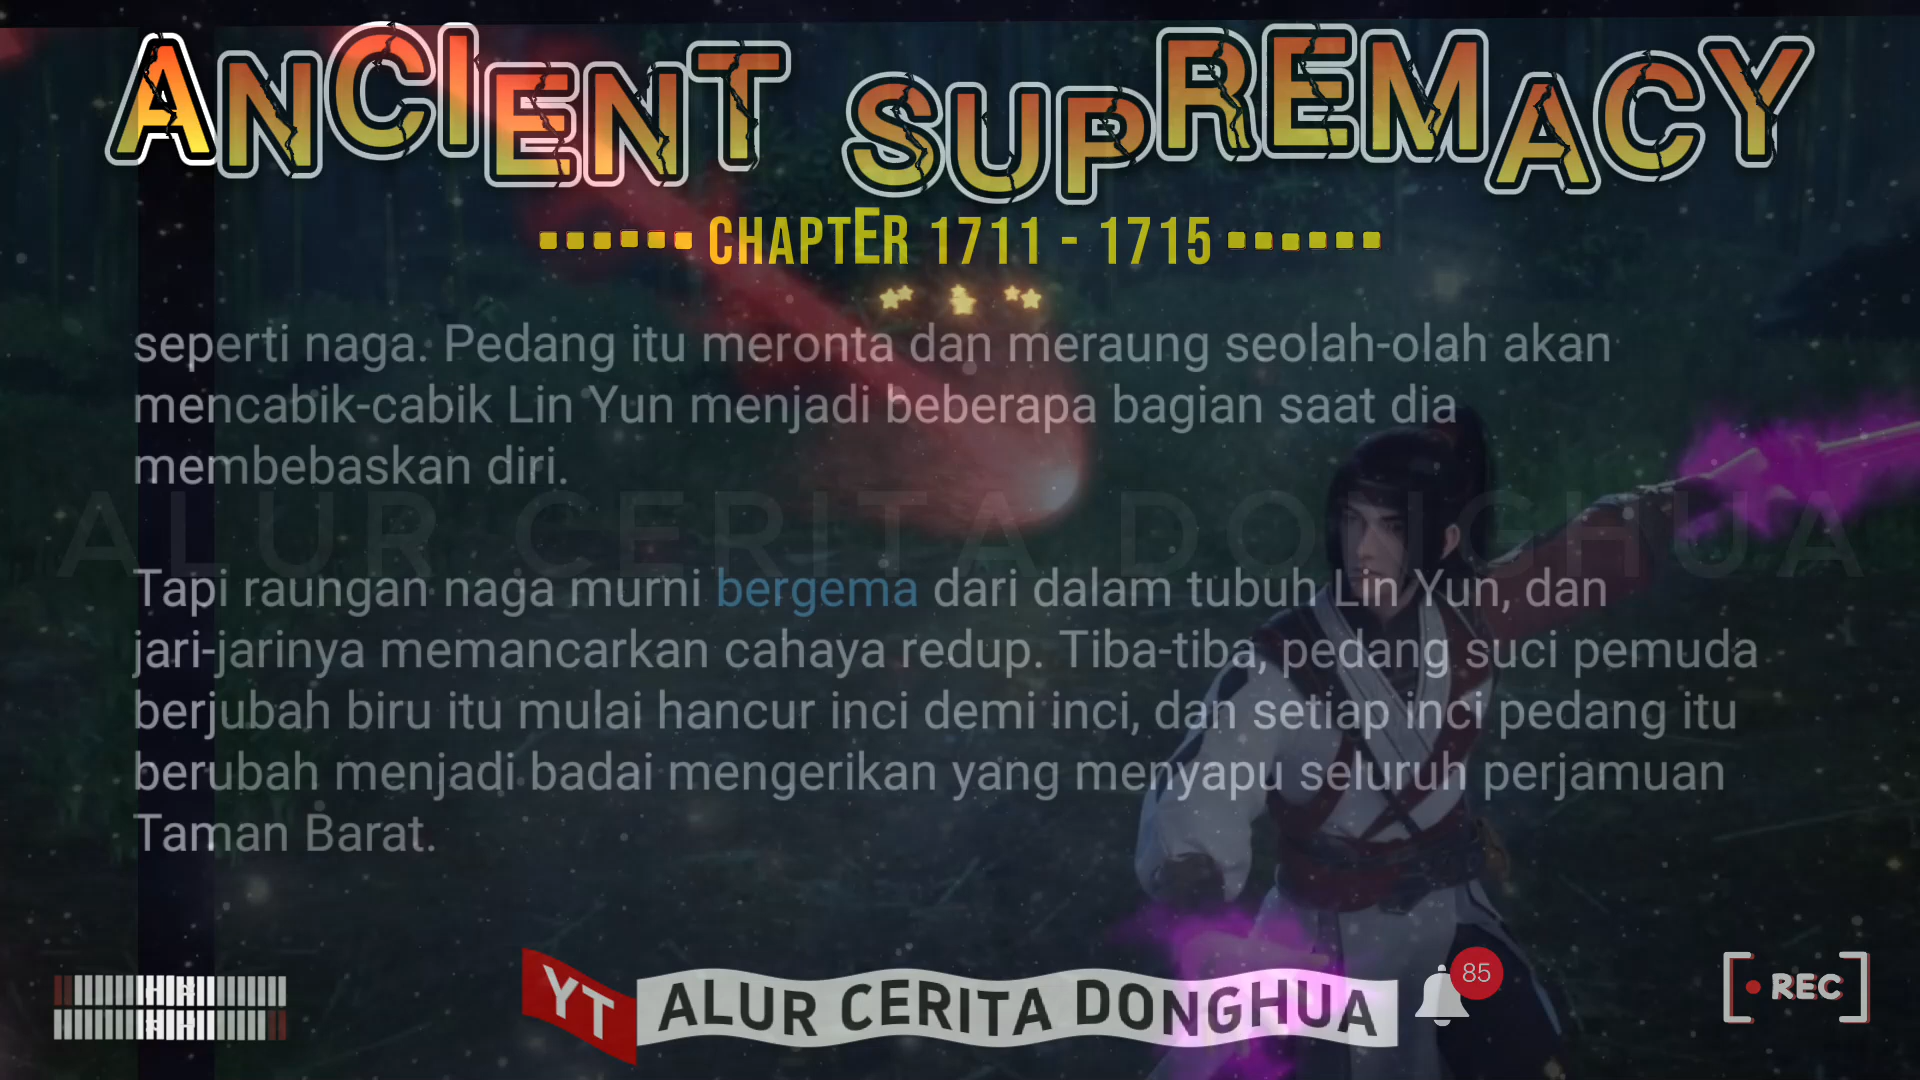 ANCIENT SUPREMACY
CHAPTER 1711 - 1715
seperti naga. Pedang itu meronta dan meraung seolah-olah akan
mencabik-cabik Lin Yun menjadi beberapa bagian saat dia
membebaskan diri.
ALUR CERITA DONGHUA
Tapi raungan naga murni bergema dari dalam tubuh Lin Yun, dan
jari-jarinya memancarkan cahaya redup. Tiba-tiba, pedang suci pemuda
berjubah biru itu mulai hancur inci demi inci, dan setiap inci pedang itu
berubah menjadi badai mengerikan yang menyapu seluruh perjamuan
Taman Barat.
YT ALUR CERITA DONGHUA 85
REC